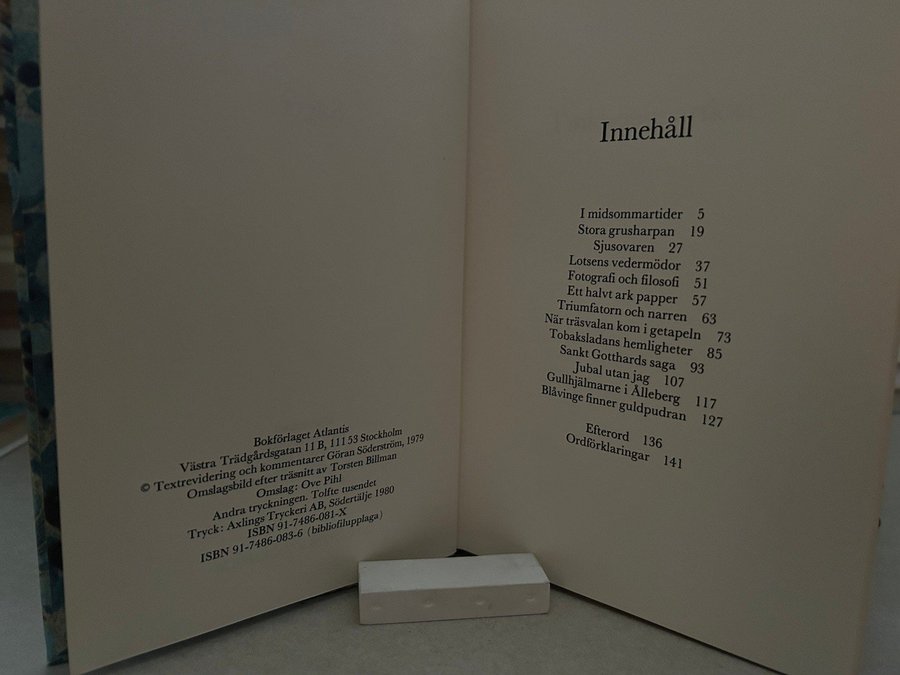 Bokförlaget Atlantis
Västra Trädgårdsgatan 11 B, 111 53 Stockholm
© Textrevidering och kommentarer Göran Söderström, 1979
Omslagsbild efter träsnitt av Torsten Billman
Omslag: Ove Pihl
Andra tryckningen. Tolfte tusendet
Tryck: Axlings Tryckeri AB, Södertälje 1980
ISBN 91-7486-081-X
ISBN 91-7486-083-6 (bibliofilupplaga)
Innehåll
I midsommartider 5
Stora grusharpan 19
Sjusovaren 27
Lotsens vedermödor 37
Fotografi och filosofi 51
Ett halvt ark papper 57
Triumfatorn och narren 63
När träsvalan kom i getapeln 73
Tobaksladans hemligheter 85
Sankt Gotthards saga 93
Jubal utan jag 107
Gullhjälmarne i Ålleberg 117
Blåvinge finner guldpudran 127
Efterord 136
Ordförklaringar 141